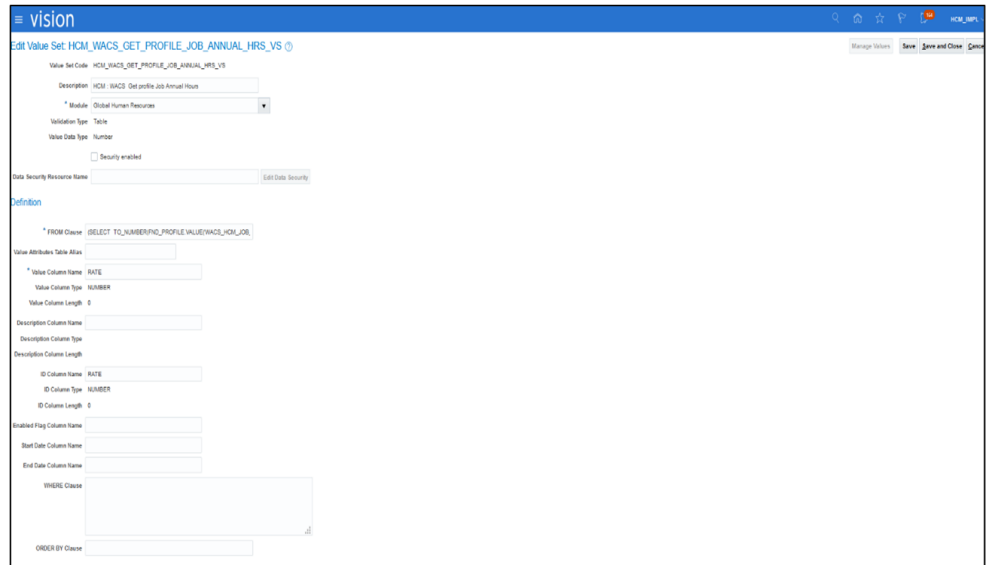 vision
HCM_IMPL
Edit Value Set: HCM_WACS_GET_PROFILE_JOB_ANNUAL_HRS_VS
Manage Values Save Save and Close Cance
Value Set Code HCM_WACS_GET_PROFILE_JOB_ANNUAL_HRS_VS
Description HCM : WACS Get profile Job Annual Hours
* Module Global Human Resources
Validation Type Table
Value Data Type Number
Security enabled
Data Security Resource Name Edit Data Security
Definition
* FROM Clause (SELECT TO_NUMBER(FND_PROFILE.VALUE('WACS_HCM_JOB_
Value Attributes Table Alias
* Value Column Name RATE
Value Column Type NUMBER
Value Column Length 0
Description Column Name
Description Column Type
Description Column Length
ID Column Name RATE
ID Column Type NUMBER
ID Column Length 0
Enabled Flag Column Name
Start Date Column Name
End Date Column Name
WHERE Clause
ORDER BY Clause